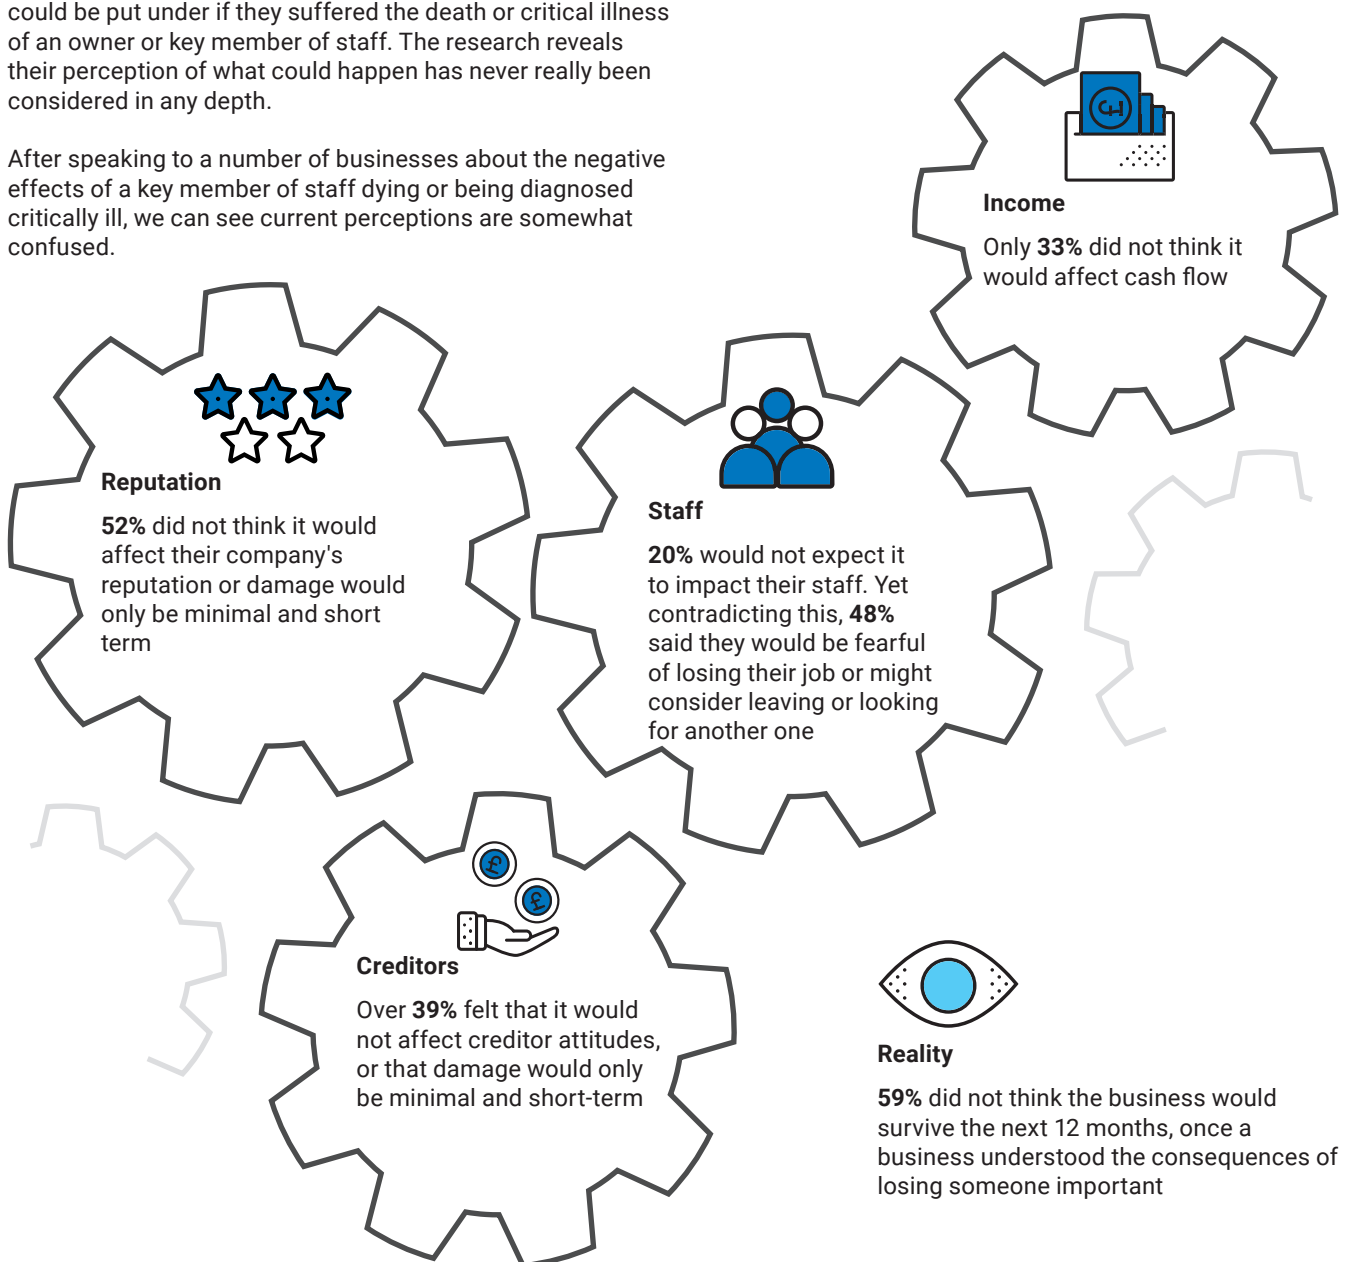 could be put under if they suffered the death or critical illness
of an owner or key member of staff. The research reveals
their perception of what could happen has never really been
considered in any depth.
After speaking to a number of businesses about the negative
effects of a key member of staff dying or being diagnosed
critically ill, we can see current perceptions are somewhat
confused.
£
Income
Only 33% did not think it
would affect cash flow
Reputation
52% did not think it would
affect their company's
reputation or damage would
only be minimal and short
term
Staff
20% would not expect it
to impact their staff. Yet
contradicting this, 48%
said they would be fearful
of losing their job or might
consider leaving or looking
for another one
£
£
Creditors
Over 39% felt that it would
not affect creditor attitudes,
or that damage would only
be minimal and short-term
Reality
59% did not think the business would
survive the next 12 months, once a
business understood the consequences of
losing someone important